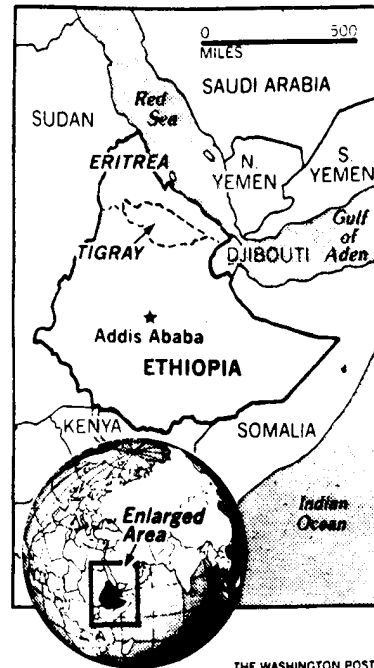 0 500
MILES
SAUDI ARABIA
Red
Sea
SUDAN
ERITREA
N.
YEMEN
S.
YEMEN
Gulf
of
Aden
TIGRAY
DJIBOUTI
Addis Ababa
ETHIOPIA
KENYA
SOMALIA
Enlarged
Area
Indian
Ocean
THE WASHINGTON POST